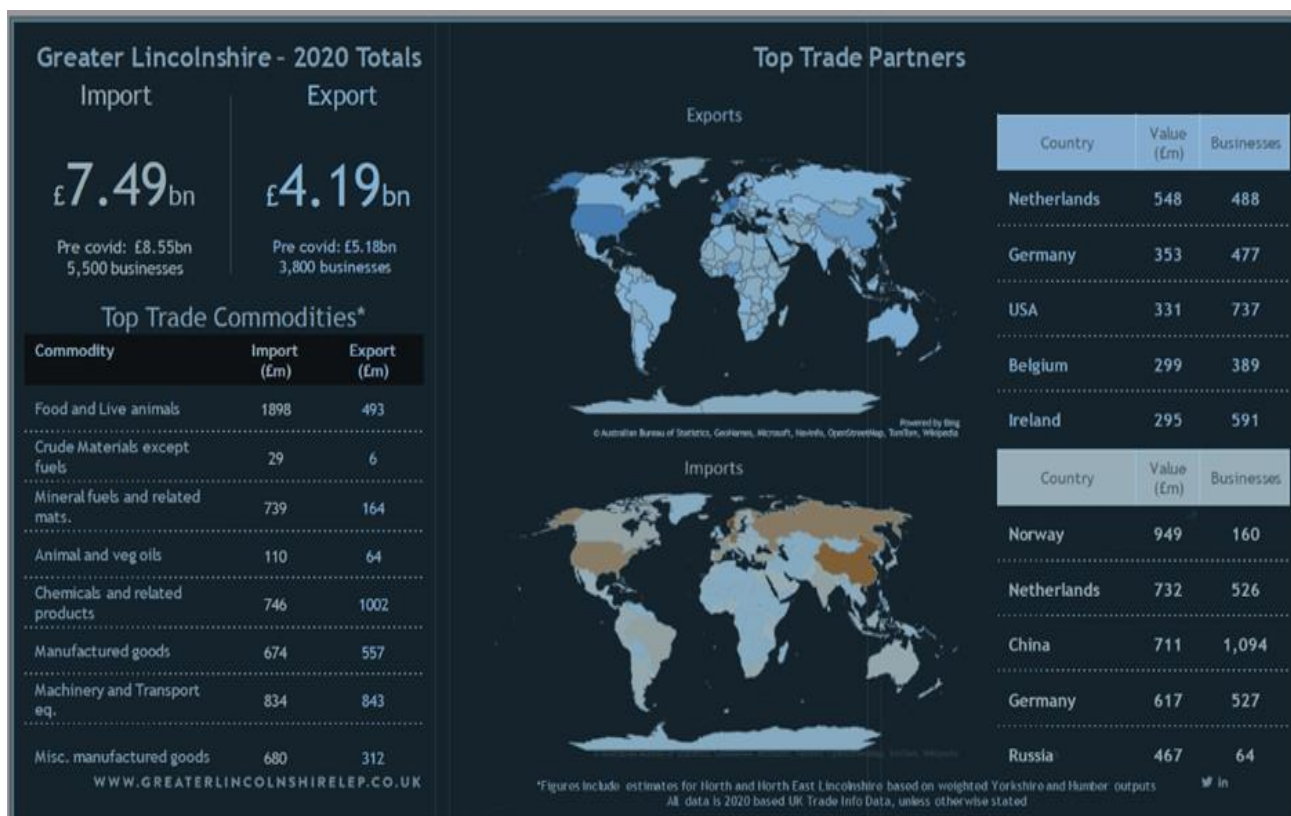 Greater Lincolnshire - 2020 Totals
Import
Export
£7.49bn
£4.19bn
Pre covid: £8.55bn
5,500 businesses
Pre covid: £5.18bn
3,800 businesses
Top Trade Commodities*
Commodity Import (£m) Export (£m)
Food and Live animals 1898 493
Crude Materials except fuels 29 6
Mineral fuels and related mats. 739 164
Animal and veg oils 110 64
Chemicals and related products 746 1002
Manufactured goods 674 557
Machinery and Transport eq. 834 843
Misc. manufactured goods 680 312
WWW.GREATERLINCOLNSHIRELEP.CO.UK
Top Trade Partners
Exports
Powered by Bing
© Australian Bureau of Statistics, GeoNames, Microsoft, Navinfo, OpenStreetMap, TomTom, Wikipedia
Country Value (£m) Businesses
Netherlands 548 488
Germany 353 477
USA 331 737
Belgium 299 389
Ireland 295 591
Imports
Country Value (£m) Businesses
Norway 949 160
Netherlands 732 526
China 711 1,094
Germany 617 527
Russia 467 64
*Figures include estimates for North and North East Lincolnshire based on weighted Yorkshire and Humber outputs
All data is 2020 based UK Trade Info Data, unless otherwise stated
in